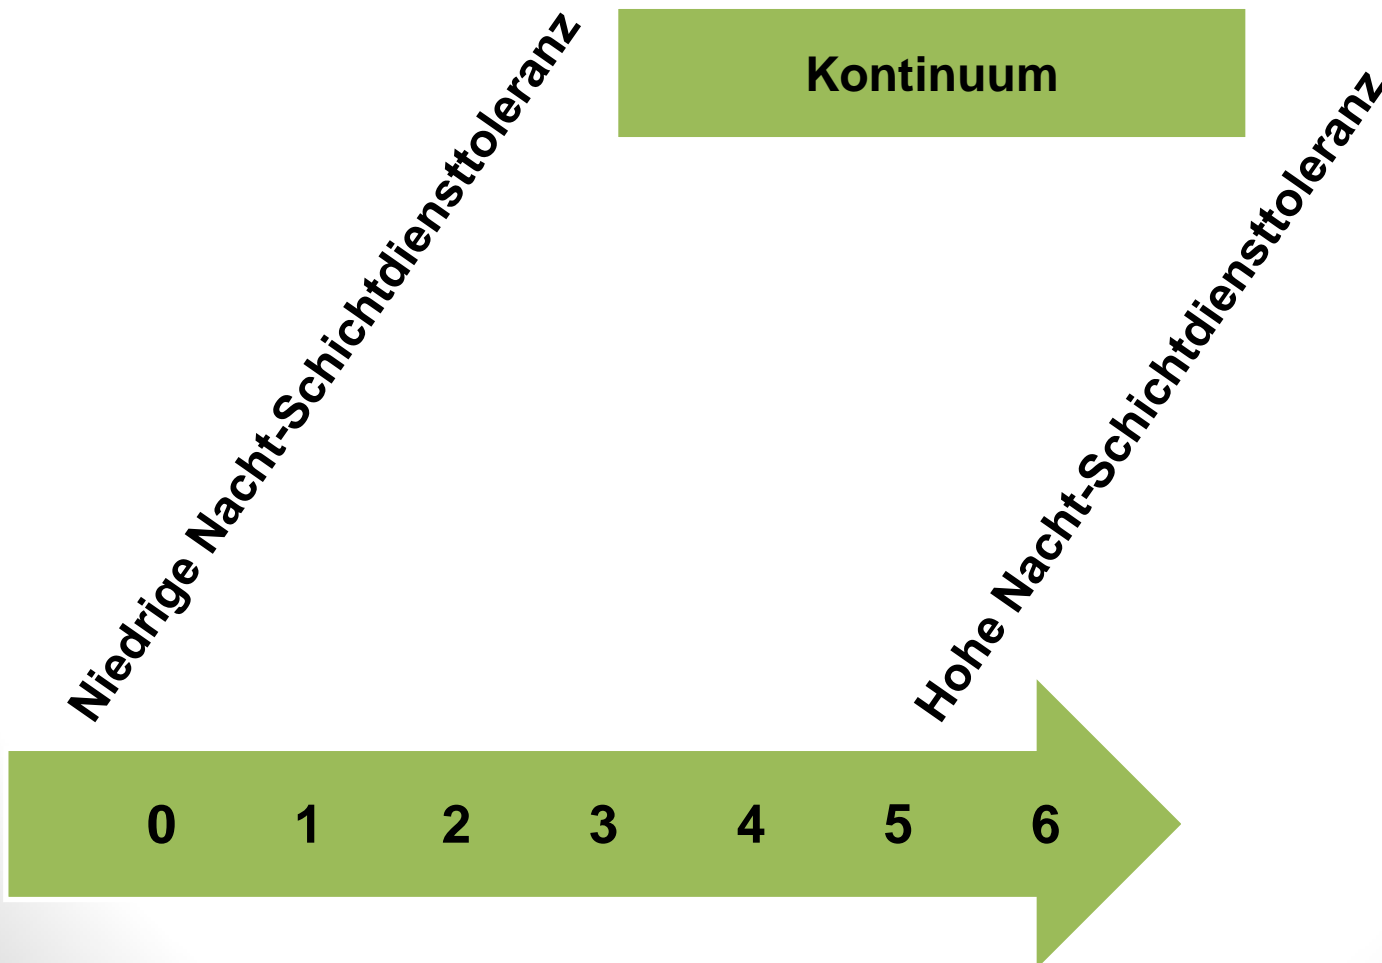 Kontinuum
Niedrige Nacht-Schichtdiensttoleranz
Hohe Nacht-Schichtdiensttoleranz
0 1 2 3 4 5 6